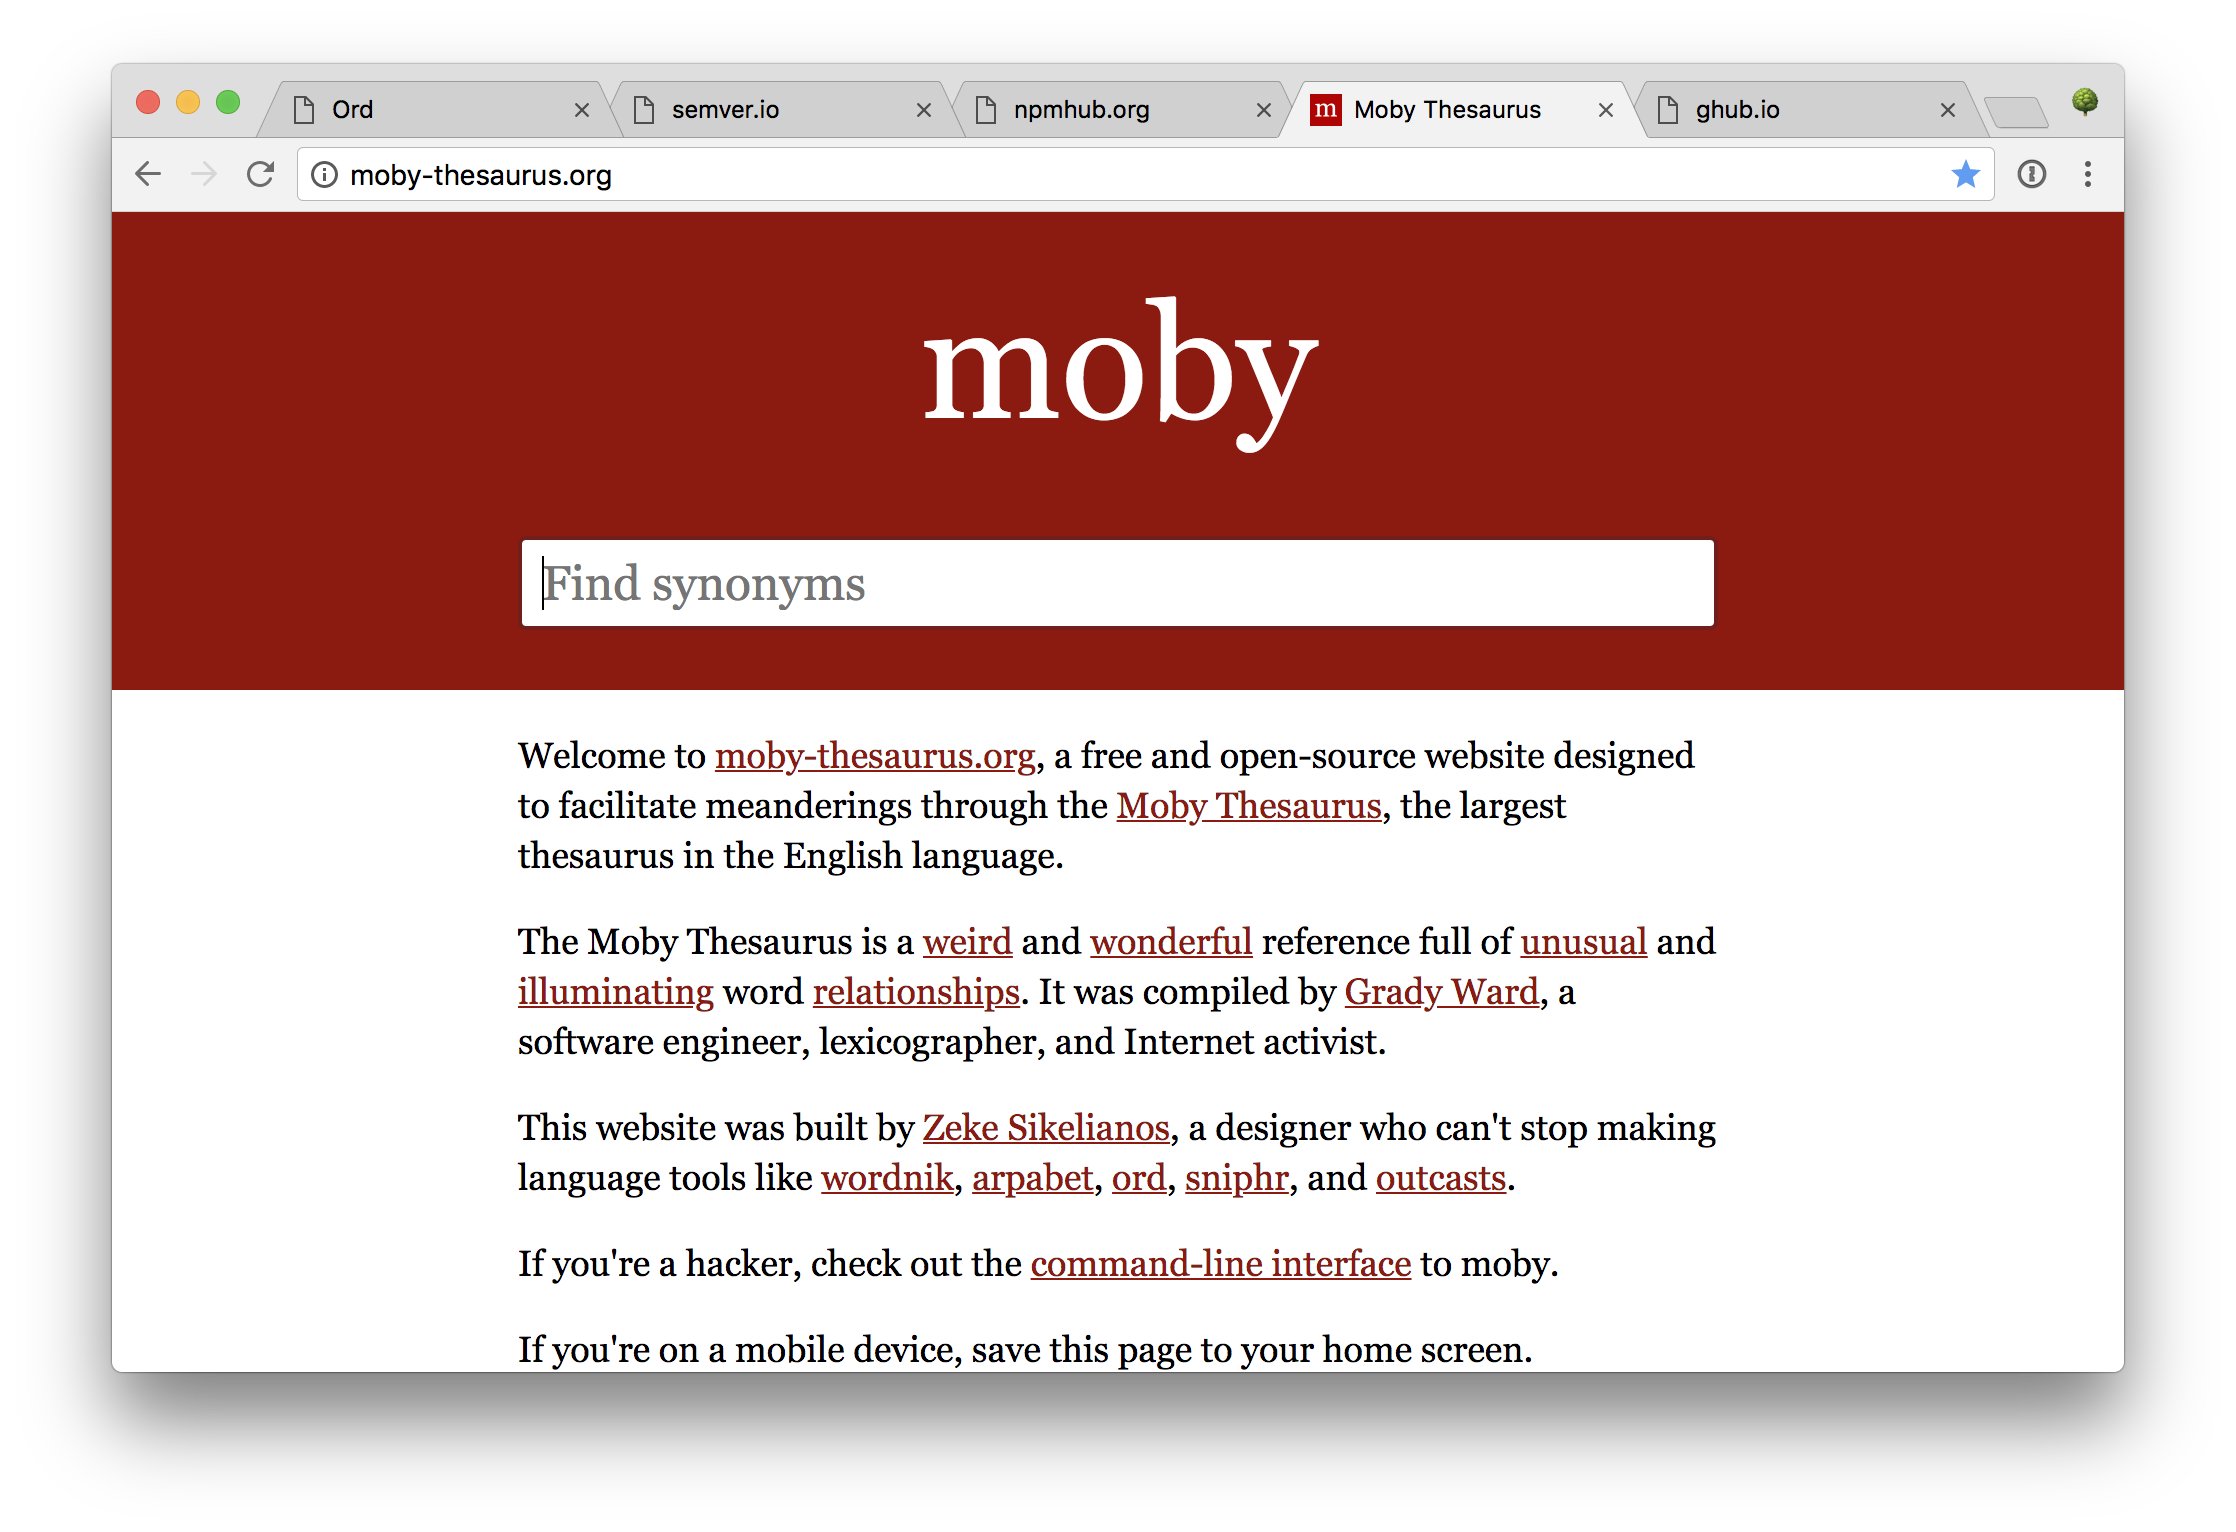 Ord
semver.io
npmhub.org
m
Moby Thesaurus
ghub.io
moby-thesaurus.org
moby
Find synonyms
Welcome to moby-thesaurus.org, a free and open-source website designed
to facilitate meanderings through the Moby Thesaurus, the largest
thesaurus in the English language.
The Moby Thesaurus is a weird and wonderful reference full of unusual and
illuminating word relationships. It was compiled by Grady Ward, a
software engineer, lexicographer, and Internet activist.
This website was built by Zeke Sikelianos, a designer who can't stop making
language tools like wordnik, arpabet, ord, sniphr, and outcasts.
If you're a hacker, check out the command-line interface to moby.
If you're on a mobile device, save this page to your home screen.